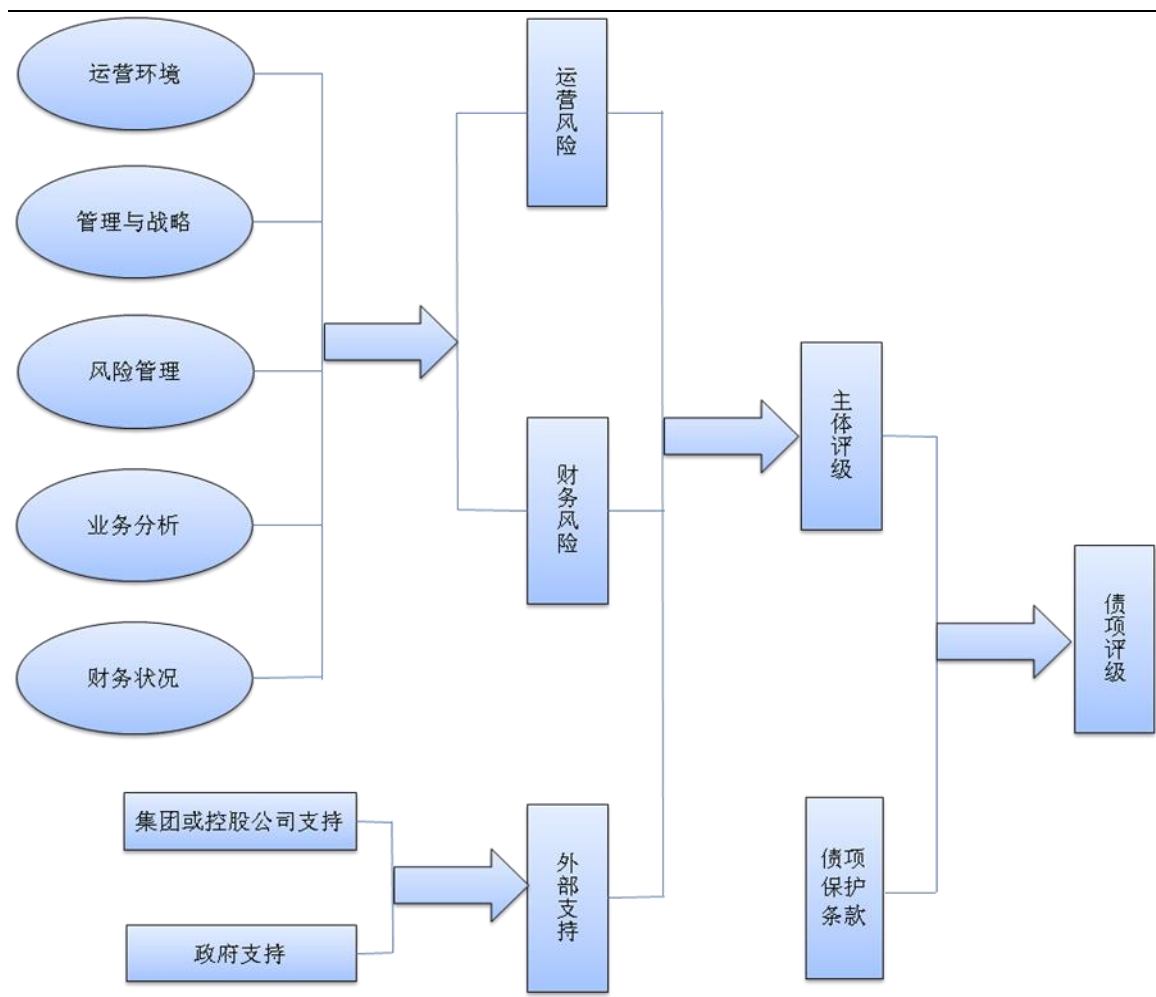 运营环境
管理与战略
风险管理
业务分析
财务状况
集团或控股公司支持
政府支持
运营风险
财务风险
外部支持
主体评级
债项
保护
条款
债项评级